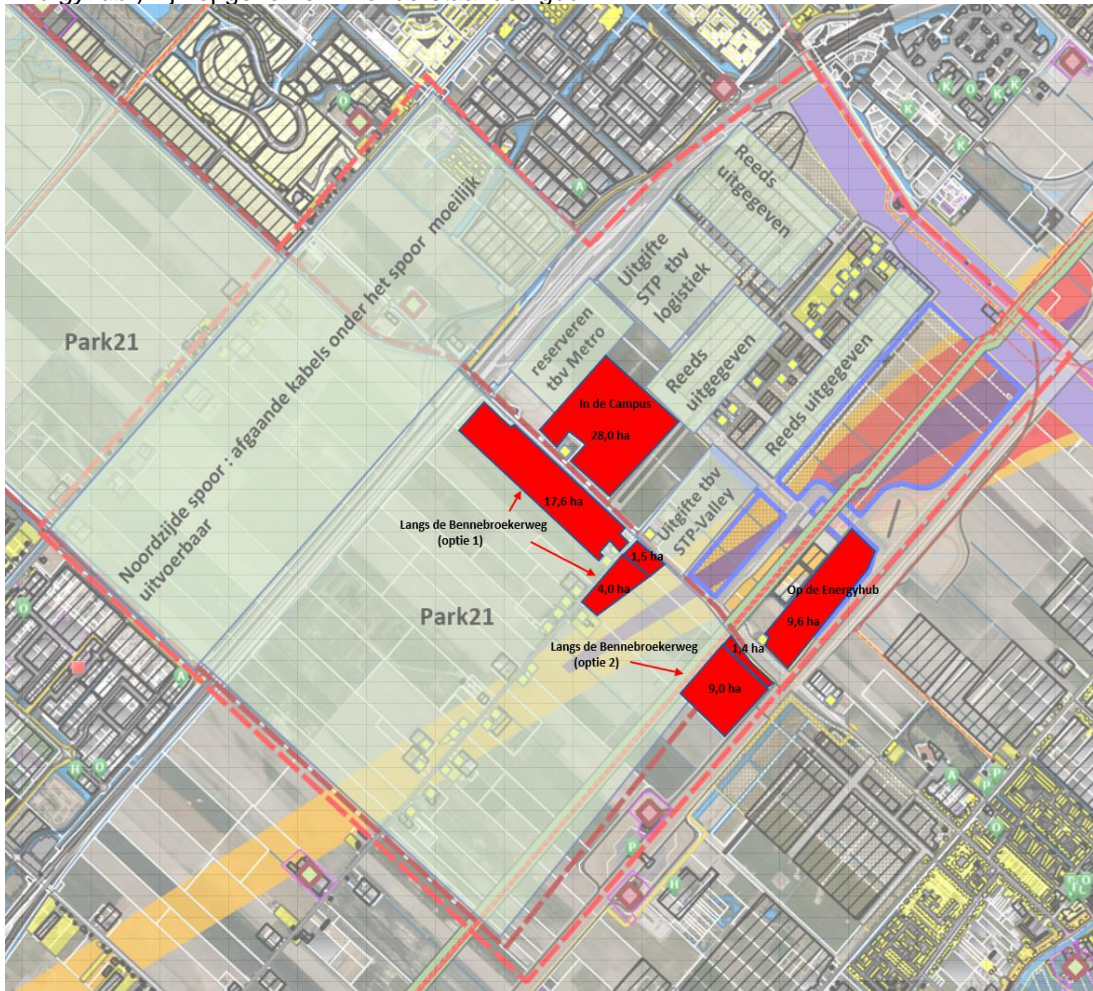 Reeds
uitgegeven
Uitgifte
STP tbv
logistiek
reserveren
tbv Metro
Reeds
uitgegeven
Reeds uitgegeven
Noordzijde spoor : afgaande kabels onder het spoor moeilijk
uitvoerbaar
Park21
In de Campus
28,0 ha
17,6 ha
Langs de Bennebroekerweg
(optie 1)
1,5 ha
4,0 ha
Uitgifte tbv
STP-Valley
Park21
Op de Energyhub
9,6 ha
Langs de Bennebroekerweg
(optie 2)
1,4 ha
9,0 ha
O
A
K
O
K
K
K
O
A
H
O
P
H
A
P
P
O
O